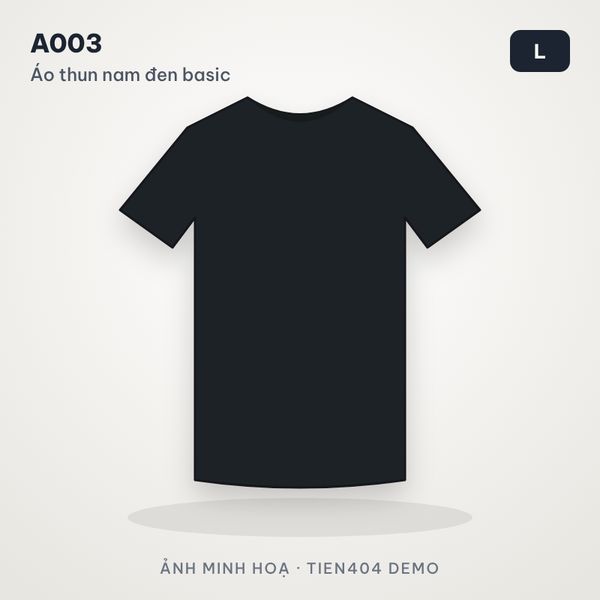 A003
L
Áo thun nam đen basic
ẢNH MINH HOẠ · TIEN404 DEMO